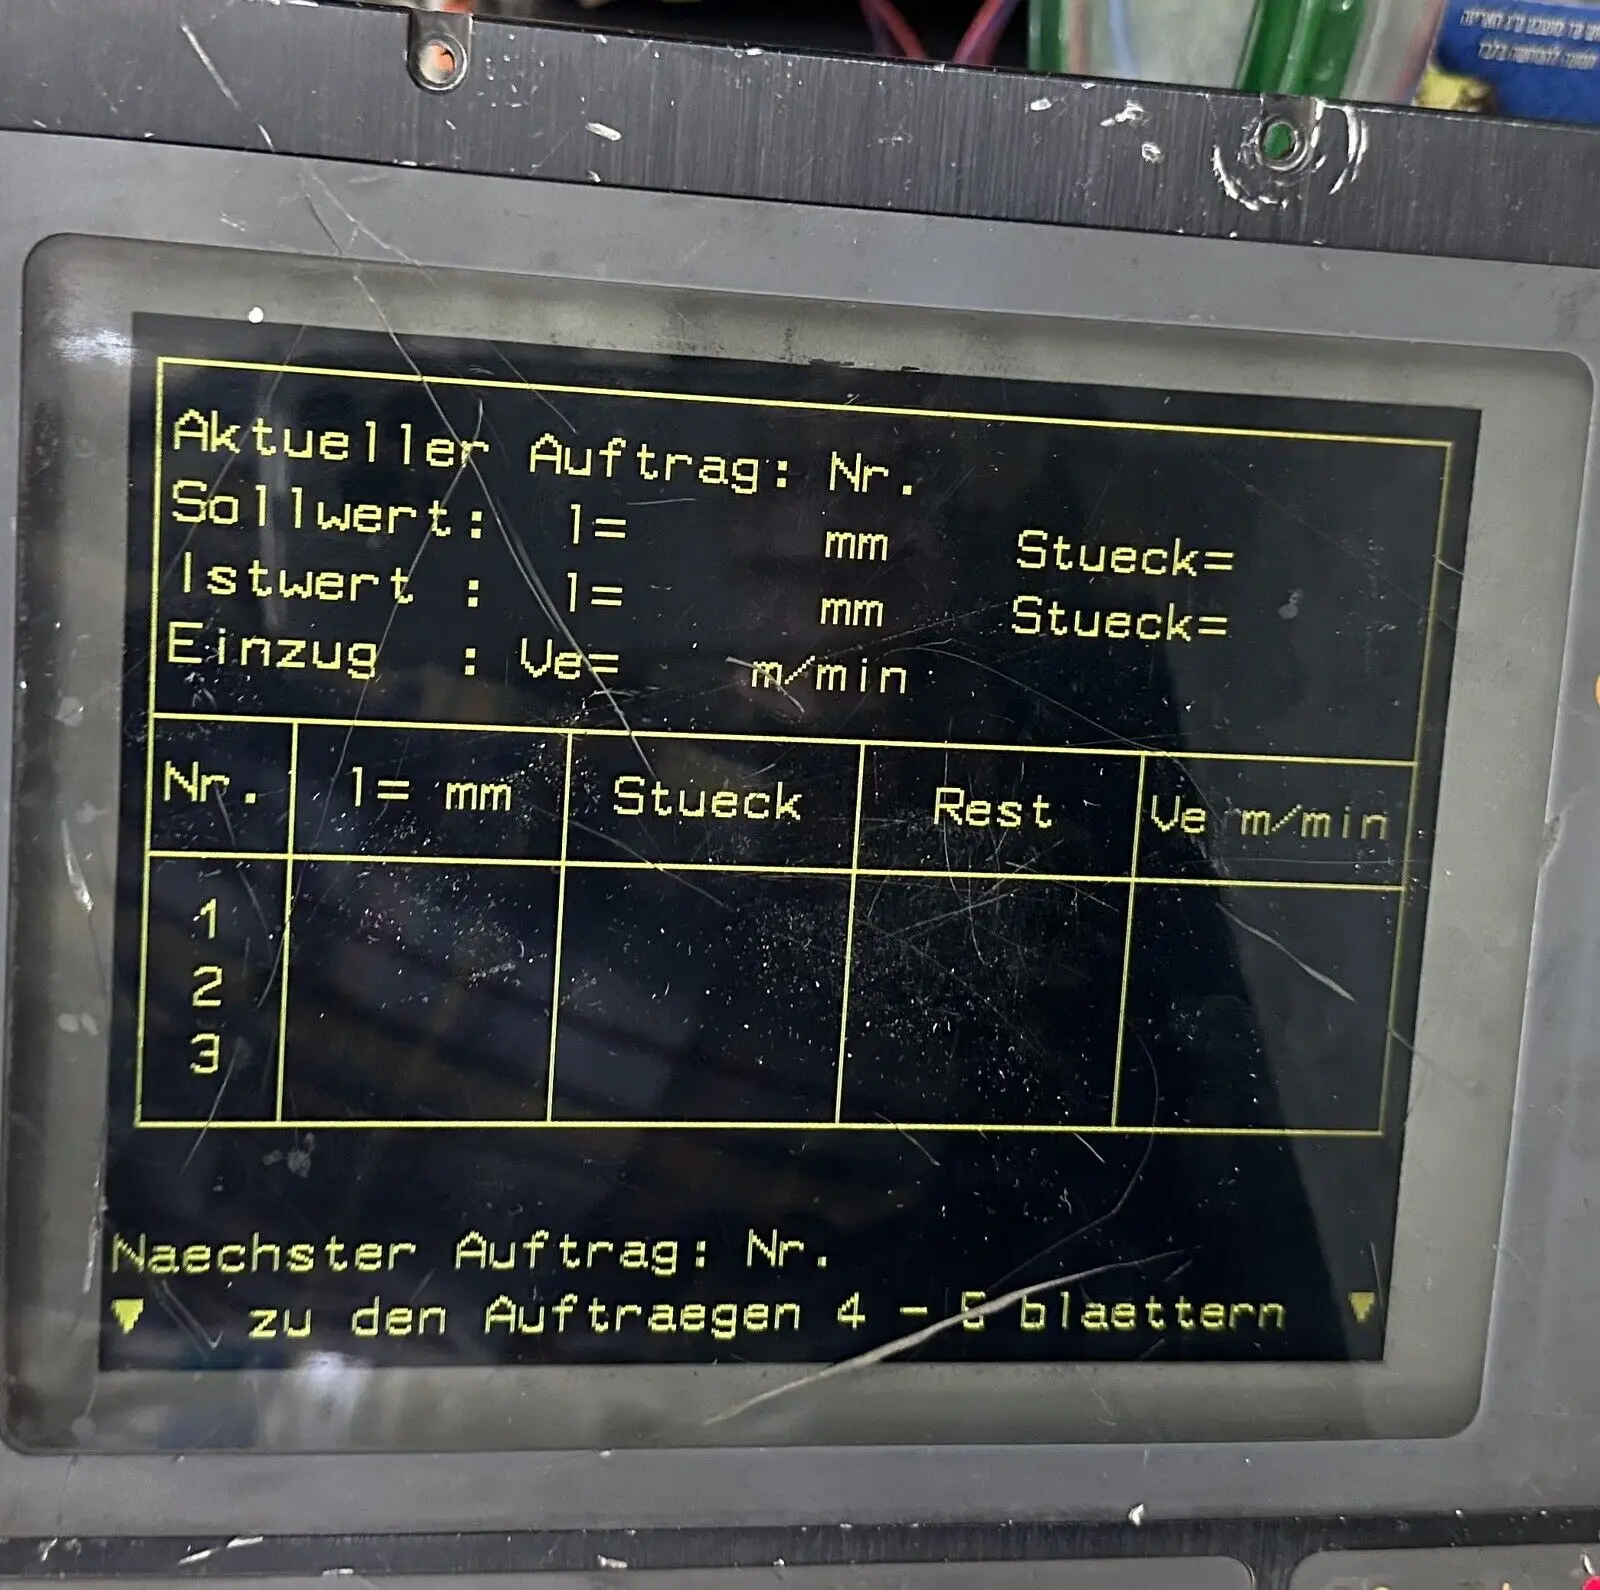 Aktueller Auftrag: Nr.
Sollwert: l= mm Stueck=
Istwert : l= mm Stueck=
Einzug : Ve= m/min
Nr. l= mm Stueck Rest Ve m/min
1
2
3
Naechster Auftrag: Nr.
▼ zu den Auftraegen 4 - 5 blaettern ▼